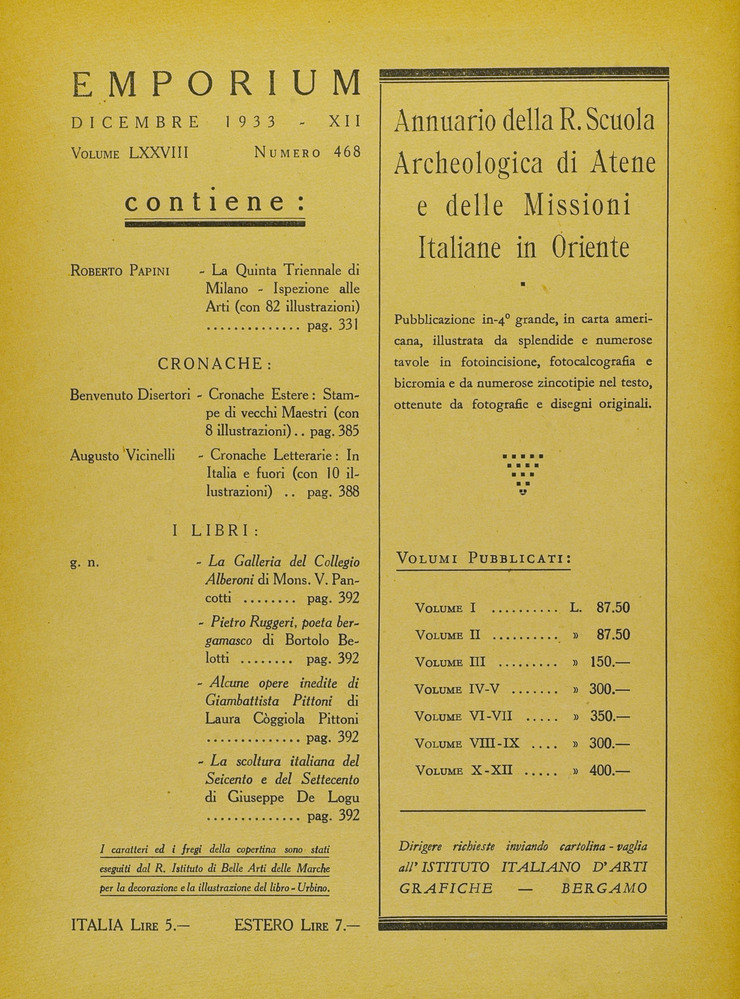 EMPORIUM
DICEMBRE 1933 - XII
VOLUME LXXVIII NUMERO 468
contiene:
ROBERTO PAPINI - La Quinta Triennale di
Milano - Ispezione alle
Arti (con 82 illustrazioni)
.............. pag. 331
CRONACHE:
Benvenuto Disertori - Cronache Estere: Stam-
pe di vecchi Maestri (con
8 illustrazioni) .. pag. 385
Augusto Vicinelli - Cronache Letterarie: In
Italia e fuori (con 10 il-
lustrazioni) .. pag. 388
I LIBRI:
g. n. - La Galleria del Collegio
Alberoni di Mons. V. Pan-
cotti ........ pag. 392
- Pietro Ruggeri, poeta ber-
gamasco di Bortolo Be-
lotti ........ pag. 392
- Alcune opere inedite di
Giambattista Pittoni di
Laura Còggiola Pittoni
.............. pag. 392
- La scoltura italiana del
Seicento e del Settecento
di Giuseppe De Logu
.............. pag. 392
I caratteri ed i fregi della copertina sono stati
eseguiti dal R. Istituto di Belle Arti delle Marche
per la decorazione e la illustrazione del libro - Urbino.
ITALIA LIRE 5.— ESTERO LIRE 7.—
Annuario della R. Scuola
Archeologica di Atene
e delle Missioni
Italiane in Oriente
Pubblicazione in-4° grande, in carta ameri-
cana, illustrata da splendide e numerose
tavole in fotoincisione, fotocalcografia e
bicromia e da numerose zincotipie nel testo,
ottenute da fotografie e disegni originali.
VOLUMI PUBBLICATI:
VOLUME I .......... L. 87.50
VOLUME II .......... » 87.50
VOLUME III ......... » 150.—
VOLUME IV-V ....... » 300.—
VOLUME VI-VII ..... » 350.—
VOLUME VIII-IX .... » 300.—
VOLUME X-XII ..... » 400.—
Dirigere richieste inviando cartolina - vaglia
all' ISTITUTO ITALIANO D'ARTI
GRAFICHE — BERGAMO